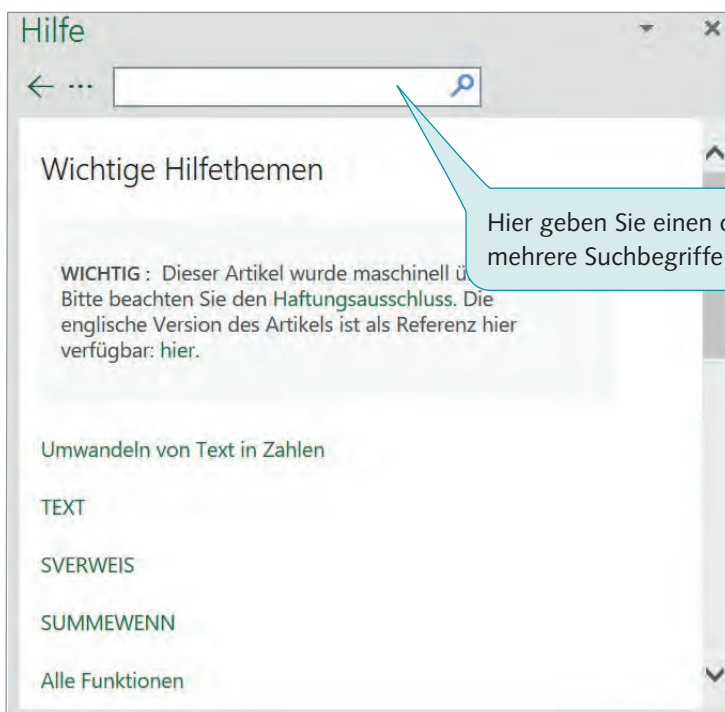 Hilfe
...
Wichtige Hilfethemen
Hier geben Sie einen
mehrere Suchbegriffe
WICHTIG : Dieser Artikel wurde maschinell
Bitte beachten Sie den Haftungsausschluss. Die
englische Version des Artikels ist als Referenz hier
verfügbar: hier.
Umwandeln von Text in Zahlen
TEXT
SVERWEIS
SUMMEWENN
Alle Funktionen